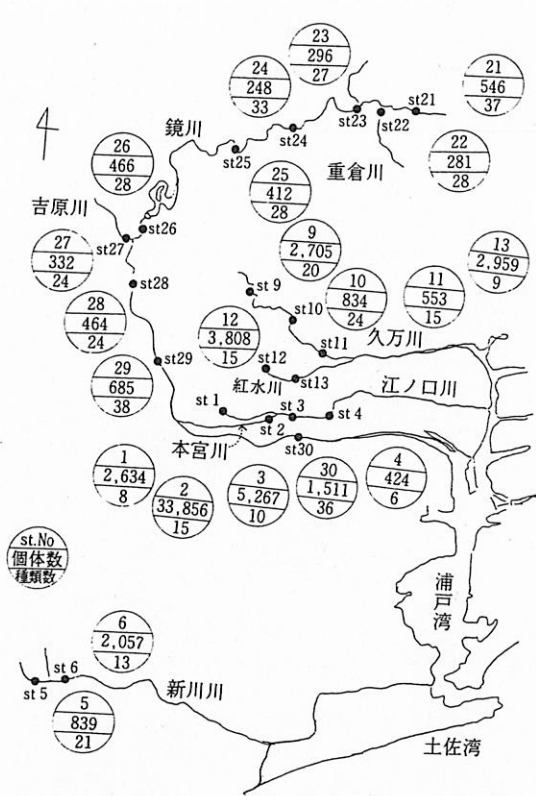 23
296
27
24
248
33
21
546
37
st23
st21
st24
st22
鏡川
st25
重倉川
22
281
28
26
466
28
25
412
28
吉原川
st26
st27
27
332
24
9
2,705
20
13
2,959
9
st28
st 9
10
834
24
11
553
15
28
464
24
st10
12
3,808
15
st11
久万川
st29
st12
紅水川
st13
江ノ口川
29
685
38
st 1
st 3
st 4
st 2
本宮川
st30
1
2,634
8
2
33,856
15
3
5,267
10
30
1,511
36
4
424
6
st.No
個体数
種類数
浦戸湾
6
2,057
13
st 6
st 5
新川川
5
839
21
土佐湾